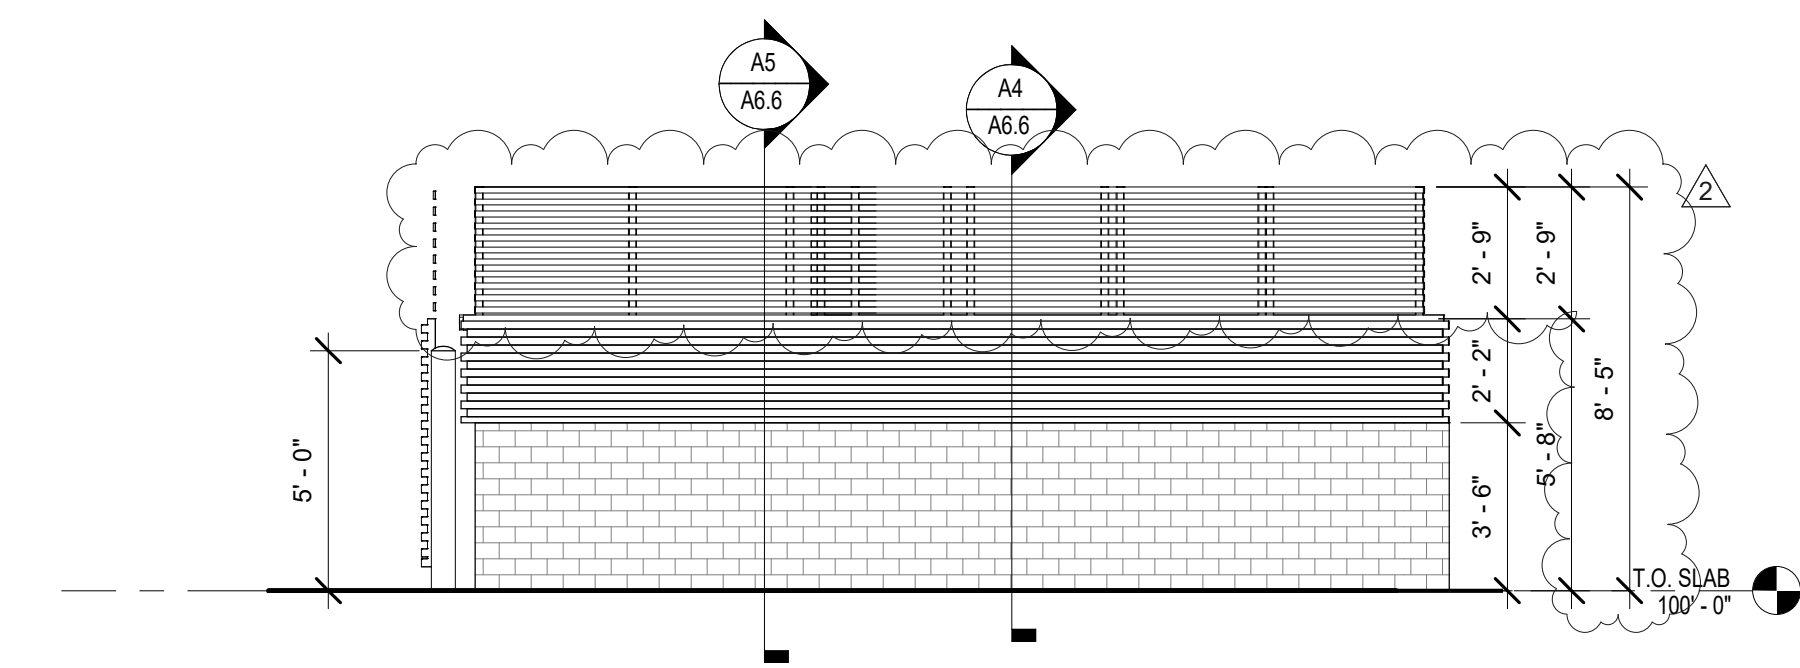 A5
A6.6
A4
A6.6
2
2' - 9"
2' - 9"
2' - 2"
8' - 5"
5' - 0"
5' - 8"
3' - 6"
T.O. SLAB
100' - 0"